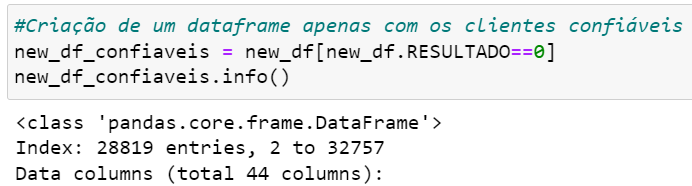 #Criação de um dataframe apenas com os clientes confiáveis
new_df_confiaveis = new_df[new_df.RESULTADO==0]
new_df_confiaveis.info()
<class 'pandas.core.frame.DataFrame'>
Index: 28819 entries, 2 to 32757
Data columns (total 44 columns):